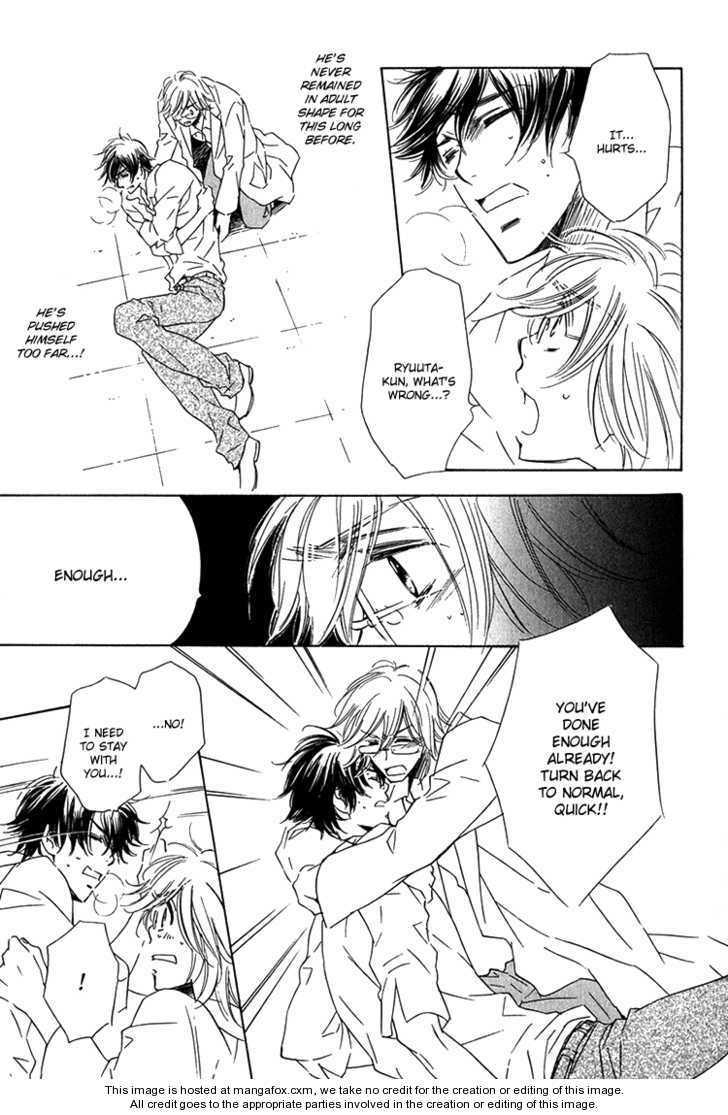 IT...
HURTS...
RYUUTA-
KUN, WHAT'S
WRONG...?
HE'S
NEVER
REMAINED
IN ADULT
SHAPE FOR
THIS LONG
BEFORE.
HE'S
PUSHED
HIMSELF
TOO FAR...!
ENOUGH...
YOU'VE
DONE
ENOUGH
ALREADY!
TURN BACK
TO NORMAL,
QUICK!!
...NO!
I NEED
TO STAY
WITH
YOU...!
!
This image is hosted at mangafox.com, we take no credit for the creation or editing of this image.
All credit goes to the appropriate parties involved in the creation or editing of this image.